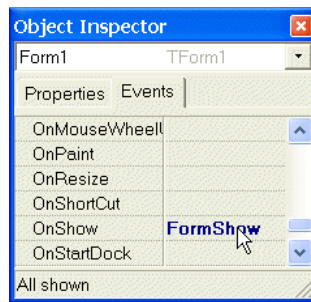 Object Inspector
Form1 TForm1
Properties Events
OnMouseWheelU
OnPaint
OnResize
OnShortCut
OnShow FormShow
OnStartDock
All shown